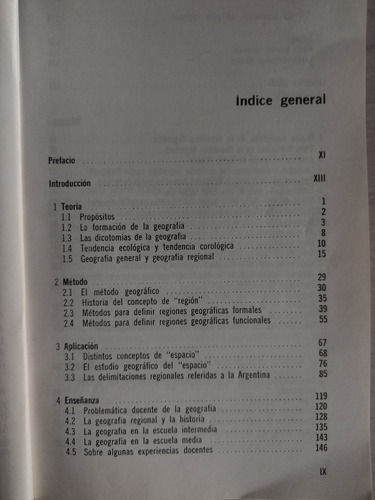 Indice general
Prefacio XI
Introducción XIII
1 Teoría 1
1.1 Propósitos 2
1.2 La formación de la geografía 3
1.3 Las dicotomías de la geografía 8
1.4 Tendencia ecológica y tendencia corológica 10
1.5 Geografía general y geografía regional 15
2 Método 29
2.1 El método geográfico 30
2.2 Historia del concepto de "región" 35
2.3 Métodos para definir regiones geográficas formales 39
2.4 Métodos para definir regiones geográficas funcionales 55
3 Aplicación 67
3.1 Distintos conceptos de "espacio" 68
3.2 El estudio geográfico del "espacio" 76
3.3 Las delimitaciones regionales referidas a la Argentina 85
4 Enseñanza 119
4.1 Problemática docente de la geografía 120
4.2 La geografía regional y la historia 128
4.3 La geografía en la escuela intermedia 135
4.4 La geografía en la escuela media 143
4.5 Sobre algunas experiencias docentes 146
IX